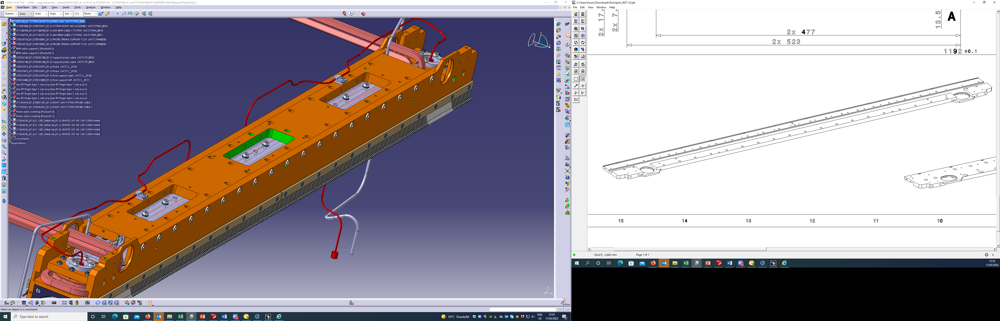 CATIA V5 R27 64 - CERN : Large Assembly : started 08/03/2022 at 12:25:19 on PCEN35134 - [ST1097394_01 a.04 TCTPXH RIGHT EQUIPPED JAW Released (ReadOnly) ]
Start SmarTeam File Edit View Insert Tools Analyze Window Help
Auto Auto Auto Aut Aut None
ST1097394_01 TCTPXH RIGHT EQUIPPED JAW LHCTCTPXH_0004
ST1097406_01 (ST0535471_01.1) TCTPXH RIGHT JAW ASSEMBLY LHCTCTPXH_0014
ST1160109_01 (ST1160109_01.1) JAW BPM CABLE 1 TCTPXH LHCTCTPXH_0016
ST1162751_01 (ST1162751_01.1) JAW BPM CABLE 2 TCTPXH LHCTCTPXH_0017
ST0536739_01 (ST0510461_01.1) PROBE SPRING SUPPORT TCSX LHCTCSPM0030
ST0536739_01 (ST0510461_01.2) PROBE SPRING SUPPORT TCSX LHCTCSPM0030
BPM cable support 2 (Product5.2)
BPM cable support 2 (Product5.1)
ST0342140_01 (ST0342140_01.1) Support probe cable LHCTCTP_0036
ST0342140_01 (ST0342140_01.2) Support probe cable LHCTCTP_0036
ST0333473_01 (ST0333473_01.2) Probe LHCTCS__0128
ST0333473_01 (ST0333473_01.1) Probe LHCTCS__0128
ST0333479_01 (ST0333479_01.1) final support right LHCTCS__0130
ST0333480_01 (ST0333480_01.1) final support left LHCTCS__0131
Jaw RF finger type 1 sub-assy (Jaw RF finger type 1 sub-assy.1)
Jaw RF finger type 1 sub-assy (Jaw RF finger type 1 sub-assy.2)
Jaw RF finger type 2 sub-assy (Jaw RF finger type 2 sub-assy.1)
Jaw RF finger type 2 sub-assy (Jaw RF finger type 2 sub-assy.2)
ST1183414_01 (ST0651101_01.1) RIGHT JAW TCTPXH PROBE CABLE 1
ST1183421_01 (ST0342632_01.1) RIGHT JAW TCTPXH PROBE CABLE 2
Probe cable isolating (Product1.8)
Probe cable isolating (Product1.1)
ST1024292_01 (ISO 1207_M4x8-A4_01.3) VENTED SKT HD CAP SCREW M4x8
ST1024292_01 (ISO 1207_M4x8-A4_01.1) VENTED SKT HD CAP SCREW M4x8
ST1024292_01 (ISO 1207_M4x8-A4_01.4) VENTED SKT HD CAP SCREW M4x8
ST1024292_01 (ISO 1207_M4x8-A4_01.2) VENTED SKT HD CAP SCREW M4x8
Constraints
Applications
Select an object or a command
Type here to search
10°C Ensoleillé
ENG
US
12:24
11/03/2022
C:\Users\fnuiry\Downloads\lhctctpxh_0027-v0.plt
File Edit View Window Help
2x 17.
2x 7.
13.5
A
2x 477
2x 523
1192 ±0.1
15 14 13 12 11 10
156.475, -0.800 mm Page 1 of 1
0
12:24
11/03/2022